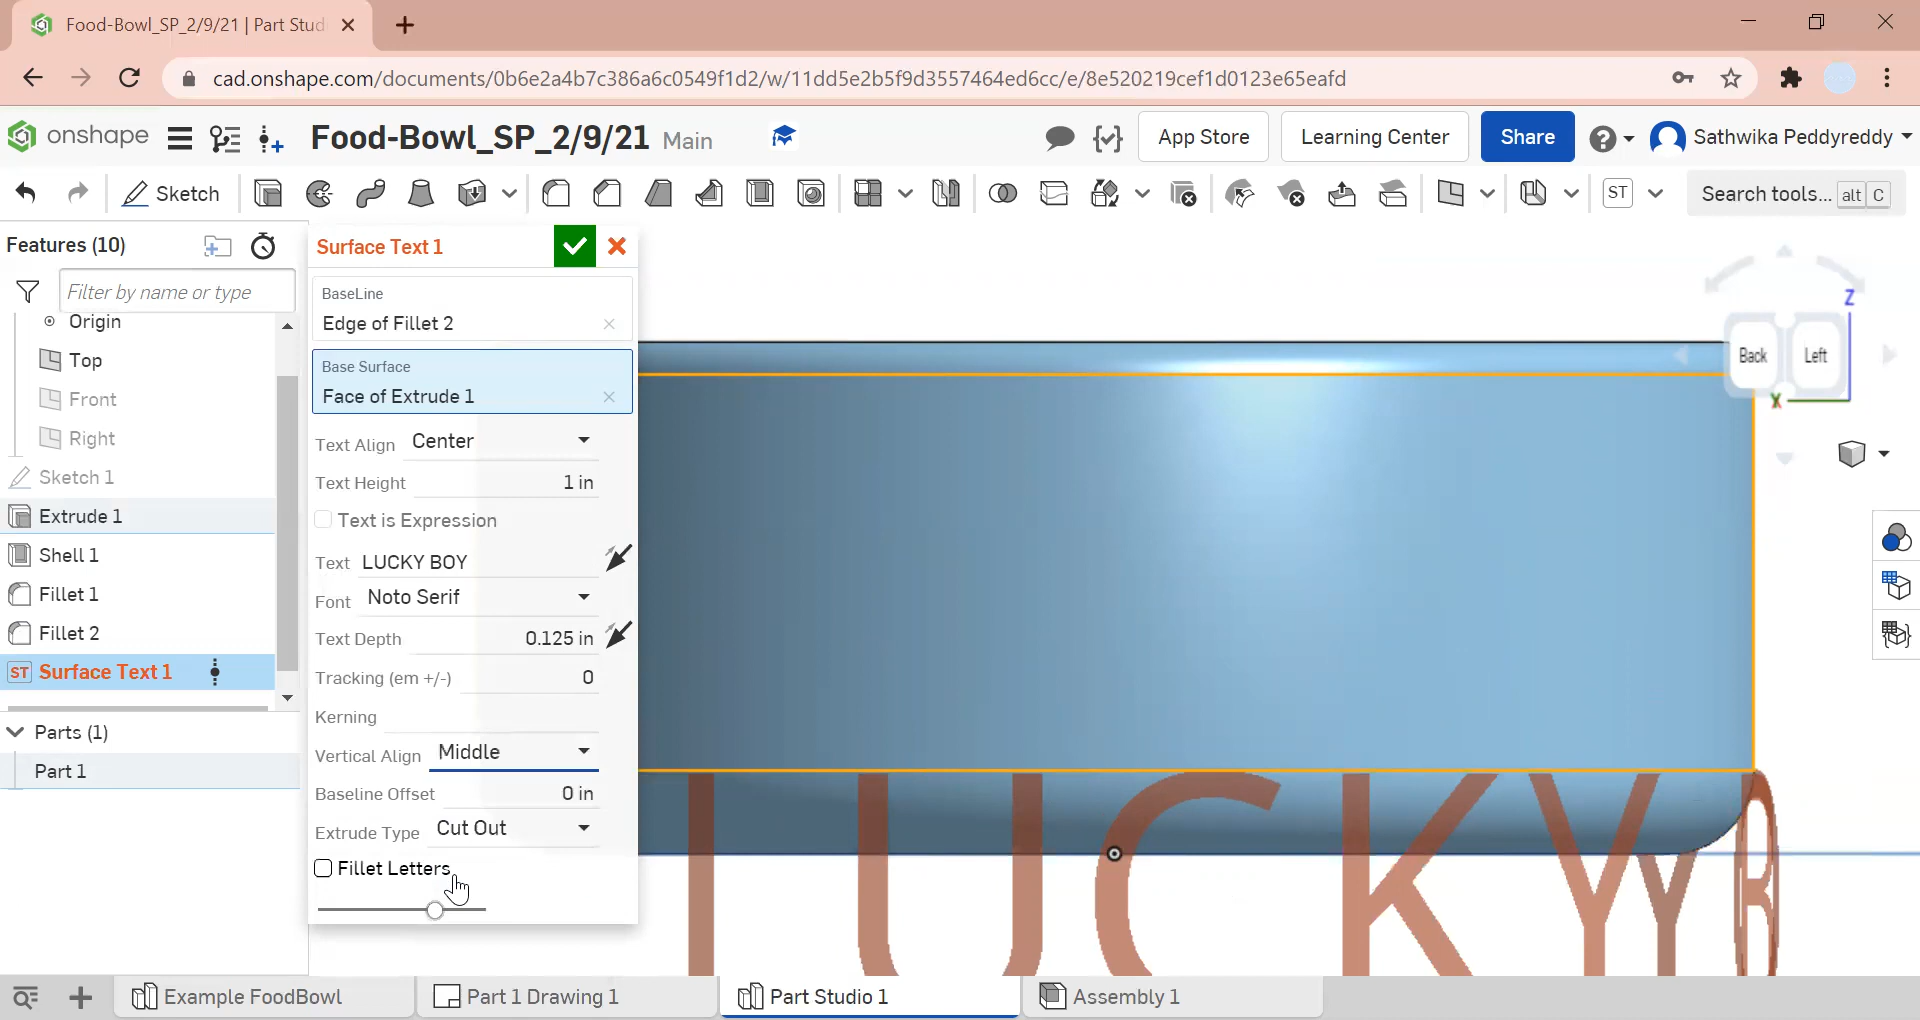 Food-Bowl_SP_2/9/21 | Part Studi
cad.onshape.com/documents/0b6e2a4b7c386a6c0549f1d2/w/11dd5e2b5f9d3557464ed6cc/e/8e520219cef1d0123e65eafd
onshape Food-Bowl_SP_2/9/21 Main App Store Learning Center Share Sathwika Peddyreddy
Sketch ST Search tools... alt C
Features (10)
Filter by name or type
Origin
Top
Front
Right
Sketch 1
Extrude 1
Shell 1
Fillet 1
Fillet 2
ST Surface Text 1
Parts (1)
Part 1
Surface Text 1
BaseLine
Edge of Fillet 2
Base Surface
Face of Extrude 1
Text Align Center
Text Height 1 in
Text is Expression
Text LUCKY BOY
Font Noto Serif
Text Depth 0.125 in
Tracking (em +/-) 0
Kerning
Vertical Align Middle
Baseline Offset 0 in
Extrude Type Cut Out
Fillet Letters
Z
Back Left
X
LUCKY
Example FoodBowl Part 1 Drawing 1 Part Studio 1 Assembly 1